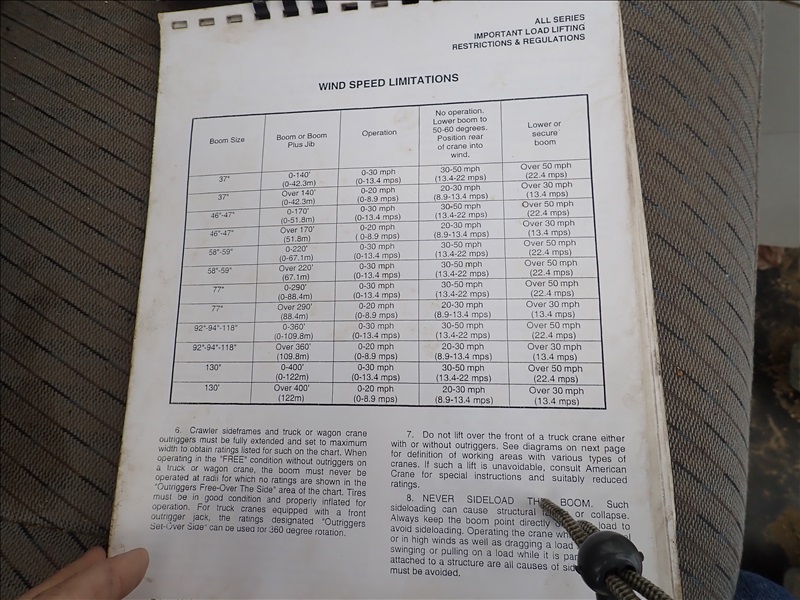 ALL SERIES
IMPORTANT LOAD LIFTING
RESTRICTIONS & REGULATIONS
WIND SPEED LIMITATIONS
Boom Size
Boom or Boom
Plus Jib
Operation
No operation.
Lower boom to
50-60 degrees.
Position rear
of crane into
wind.
Lower or
secure
boom
37" 0-140' 0-30 mph 30-50 mph Over 50 mph
(0-42.3m) (0-13.4 mps) (13.4-22 mps) (22.4 mps)
37" Over 140' 0-20 mph 20-30 mph Over 30 mph
(0-42.3m) (0-8.9 mps) (8.9-13.4 mps) (13.4 mps)
46"-47" 0-170' 0-30 mph 30-50 mph Over 50 mph
(0-51.8m) (0-13.4 mps) (13.4-22 mps) (22.4 mps)
46"-47" Over 170' 0-20 mph 20-30 mph Over 30 mph
(51.8m) ( 0-8.9 mps) (8.9-13.4 mps) (13.4 mps)
58"-59" 0-220' 0-30 mph 30-50 mph Over 50 mph
(0-67.1m) (0-13.4 mps) (13.4-22 mps) (22.4 mps)
58"-59" Over 220' 0-30 mph 30-50 mph Over 50 mph
(67.1m) (0-13.4 mps) (13.4-22 mps) (22.4 mps)
77" 0-290' 0-30 mph 30-50 mph Over 50 mph
(0-88.4m) (0-13.4 mps) (13.4-22 mps) (22.4 mps)
77" Over 290' 0-20 mph 20-30 mph Over 30 mph
(88.4m) (0-8.9 mps) (8.9-13.4 mps) (13.4 mps)
92"-94"-118" 0-360' 0-30 mph 30-50 mph Over 50 mph
(0-109.8m) (0-13.4 mps) (13.4-22 mps) (22.4 mps)
92"-94"-118" Over 360' 0-20 mph 20-30 mph Over 30 mph
(109.8m) (0-8.9 mps) (8.9-13.4 mps) (13.4 mps)
130" 0-400' 0-30 mph 30-50 mph Over 50 mph
(0-122m) (0-13.4 mps) (13.4-22 mps) (22.4 mps)
130' Over 400' 0-20 mph 20-30 mph Over 30 mph
(122m) (0-8.9 mps) (8.9-13.4 mps) (13.4 mps)
6. Crawler sideframes and truck or wagon crane
outriggers must be fully extended and set to maximum
width to obtain ratings listed for such on the chart. When
operating in the "FREE" condition without outriggers on
a truck or wagon crane, the boom must never be
operated at radii for which no ratings are shown in the
"Outriggers Free-Over The Side" area of the chart. Tires
must be in good condition and properly inflated for
operation. For truck cranes equipped with a front
outrigger jack, the ratings designated "Outriggers
Set-Over Side" can be used for 360 degree rotation.
7. Do not lift over the front of a truck crane either
with or without outriggers. See diagrams on next page
for definition of working areas with various types of
cranes. If such a lift is unavoidable, consult American
Crane for special instructions and suitably reduced
ratings.
8. NEVER SIDELOAD BOOM. Such
sideloading can cause structural or collapse.
Always keep the boom point directly load to
avoid sideloading. Operating the crane
or in high winds as well as dragging a load
swinging or pulling on a load while it is
attached to a structure are all causes of
must be avoided.